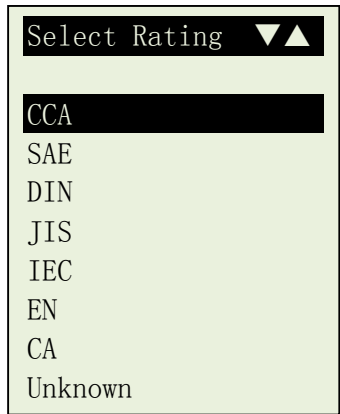 Select Rating ▼▲
CCA
SAE
DIN
JIS
IEC
EN
CA
Unknown